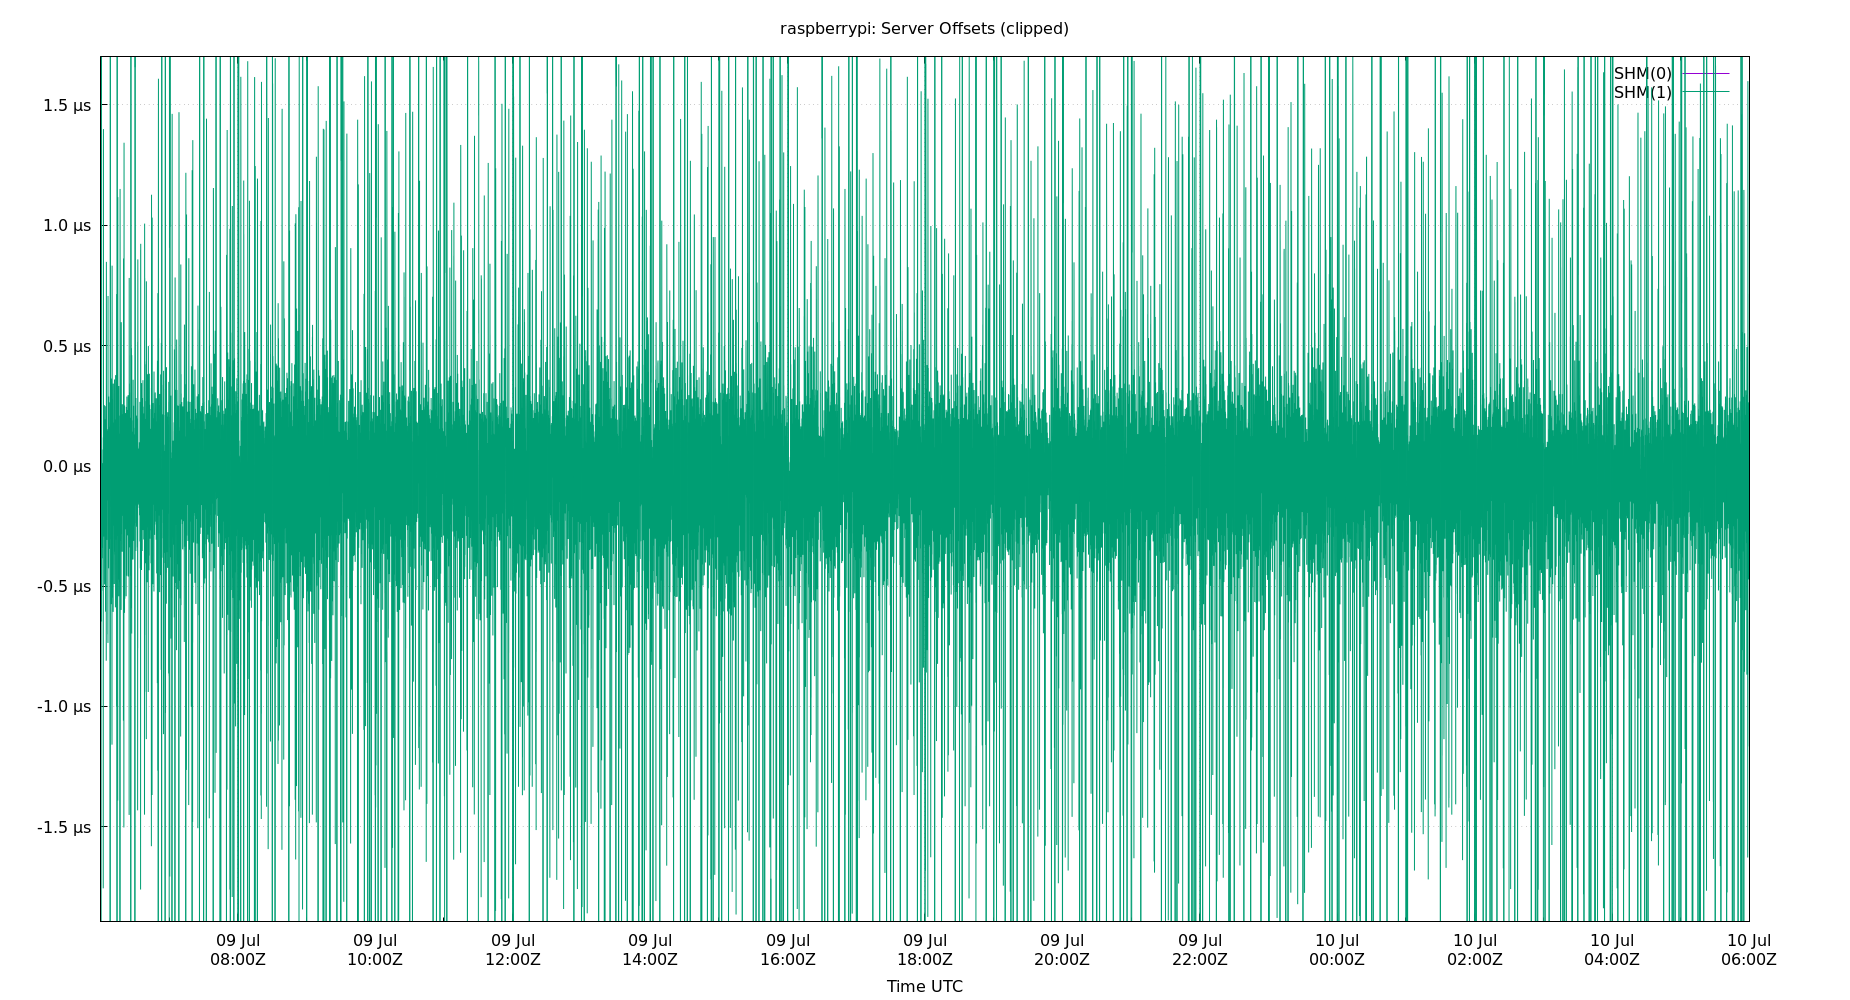 raspberrypi: Server Offsets (clipped)
SHM(0)
SHM(1)
1.5 µs
1.0 µs
0.5 µs
0.0 µs
-0.5 µs
-1.0 µs
-1.5 µs
09 Jul 09 Jul 09 Jul 09 Jul 09 Jul 09 Jul 09 Jul 09 Jul 10 Jul 10 Jul 10 Jul 10 Jul
08:00Z 10:00Z 12:00Z 14:00Z 16:00Z 18:00Z 20:00Z 22:00Z 00:00Z 02:00Z 04:00Z 06:00Z
Time UTC